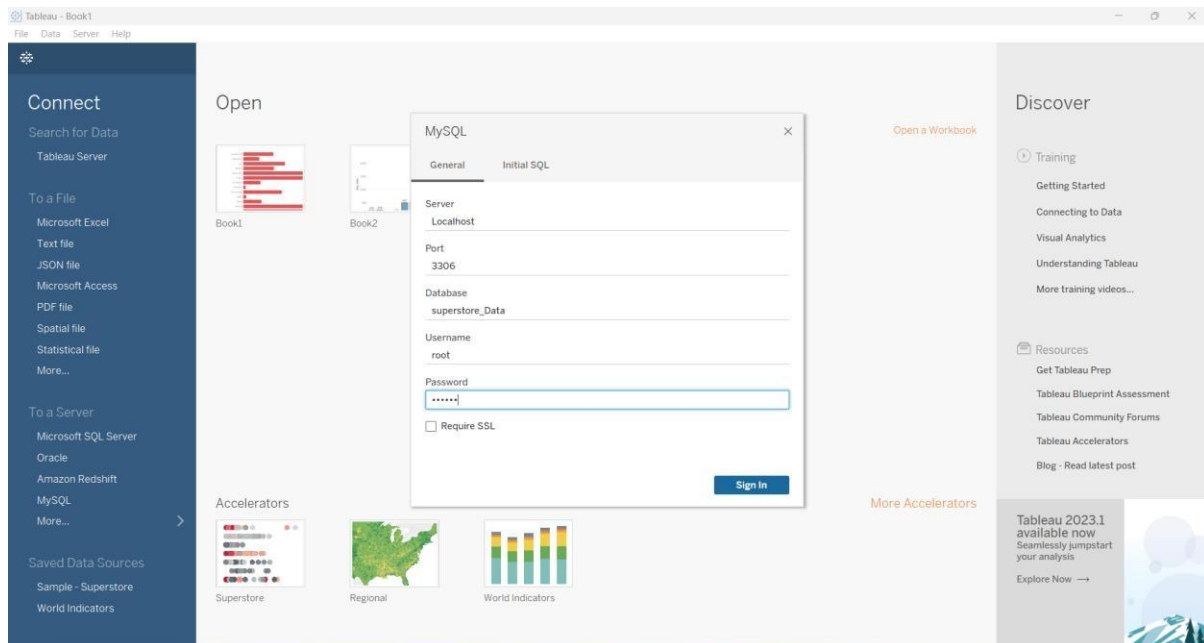 Tableau - Book1
File Data Server Help
Connect
Search for Data
Tableau Server
To a File
Microsoft Excel
Text file
JSON file
Microsoft Access
PDF file
Spatial file
Statistical file
More...
To a Server
Microsoft SQL Server
Oracle
Amazon Redshift
MySQL
More...
Saved Data Sources
Sample - Superstore
World Indicators
Open
Open a Workbook
Book1
Book2
MySQL
General Initial SQL
Server
Localhost
Port
3306
Database
superstore_Data
Username
root
Password
••••••
Require SSL
Sign In
Accelerators
More Accelerators
Superstore
Regional
World Indicators
Discover
Training
Getting Started
Connecting to Data
Visual Analytics
Understanding Tableau
More training videos...
Resources
Get Tableau Prep
Tableau Blueprint Assessment
Tableau Community Forums
Tableau Accelerators
Blog - Read latest post
Tableau 2023.1
available now
Seamlessly jumpstart
your analysis
Explore Now →